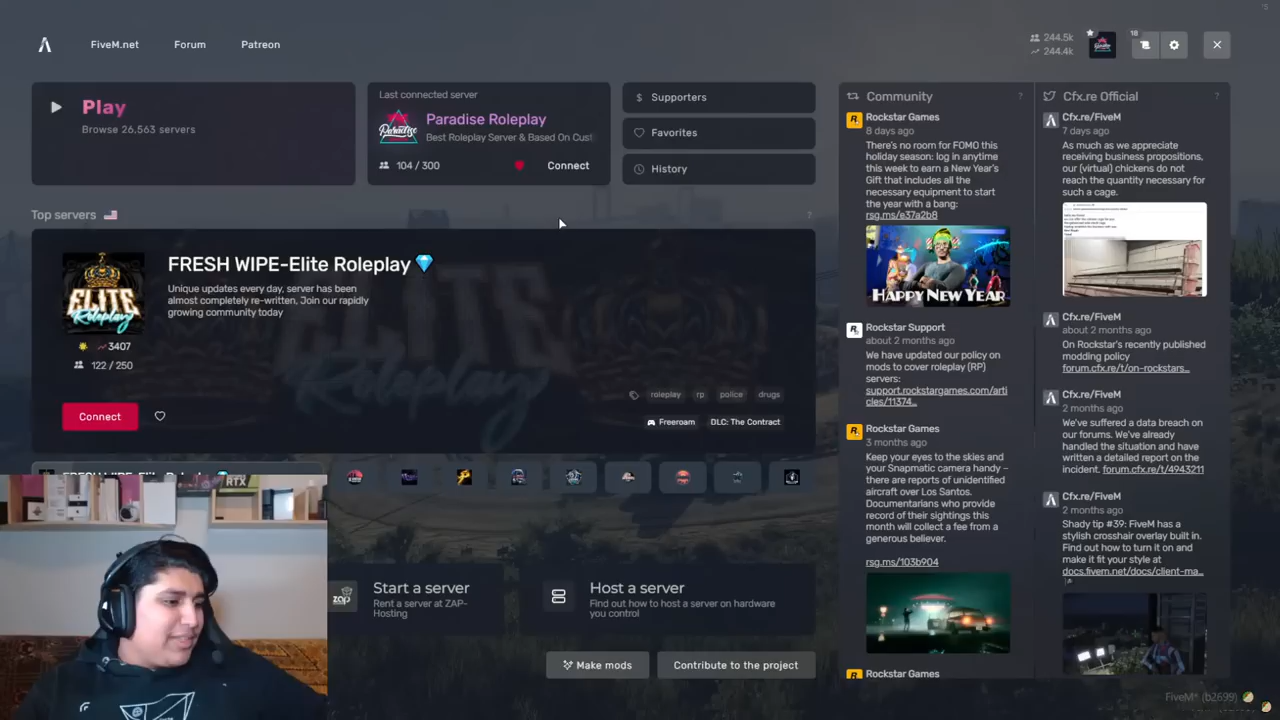 FiveM.net
Forum
Patreon
244.5k
244.4k
18
Play
Browse 26,563 servers
Last connected server
Paradise
Paradise Roleplay
Best Roleplay Server & Based On Cust
104 / 300
Connect
$ Supporters
Favorites
History
Top servers
?
ELITE
Roleplay
FRESH WIPE-Elite Roleplay
Unique updates every day, server has been
almost completely re-written, Join our rapidly
growing community today
3407
122 / 250
Connect
roleplay
rp
police
drugs
Freeroam
DLC: The Contract
ELITE
Roleplay
FRESH WIPE-Elite Roleplay
RTX
ZAP
Start a server
Rent a server at ZAP-
Hosting
Host a server
Find out how to host a server on hardware
you control
Make mods
Contribute to the project
Community
?
Rockstar Games
8 days ago
There's no room for FOMO this
holiday season: log in anytime
this week to earn a New Year's
Gift that includes all the
necessary equipment to start
the year with a bang:
rsg.ms/e37a2b8
HAPPY NEW YEAR
Rockstar Support
about 2 months ago
We have updated our policy on
mods to cover roleplay (RP)
servers:
support.rockstargames.com/arti
cles/11374...
Rockstar Games
3 months ago
Keep your eyes to the skies and
your Snapmatic camera handy –
there are reports of unidentified
aircraft over Los Santos.
Documentarians who provide
record of their sightings this
month will collect a fee from a
generous believer.
rsg.ms/103b904
Rockstar Games
Cfx.re Official
?
Cfx.re/FiveM
7 days ago
As much as we appreciate
receiving business propositions,
our (virtual) chickens do not
reach the quantity necessary for
such a cage.
Cfx.re/FiveM
about 2 months ago
On Rockstar's recently published
modding policy
forum.cfx.re/t/on-rockstars...
Cfx.re/FiveM
2 months ago
We've suffered a data breach on
our forums. We've already
handled the situation and have
written a detailed report on the
incident. forum.cfx.re/t/4943211
Cfx.re/FiveM
2 months ago
Shady tip #39: FiveM has a
stylish crosshair overlay built in.
Find out how to turn it on and
make it fit your style at
docs.fivem.net/docs/client-ma...
FiveM* (b2699)